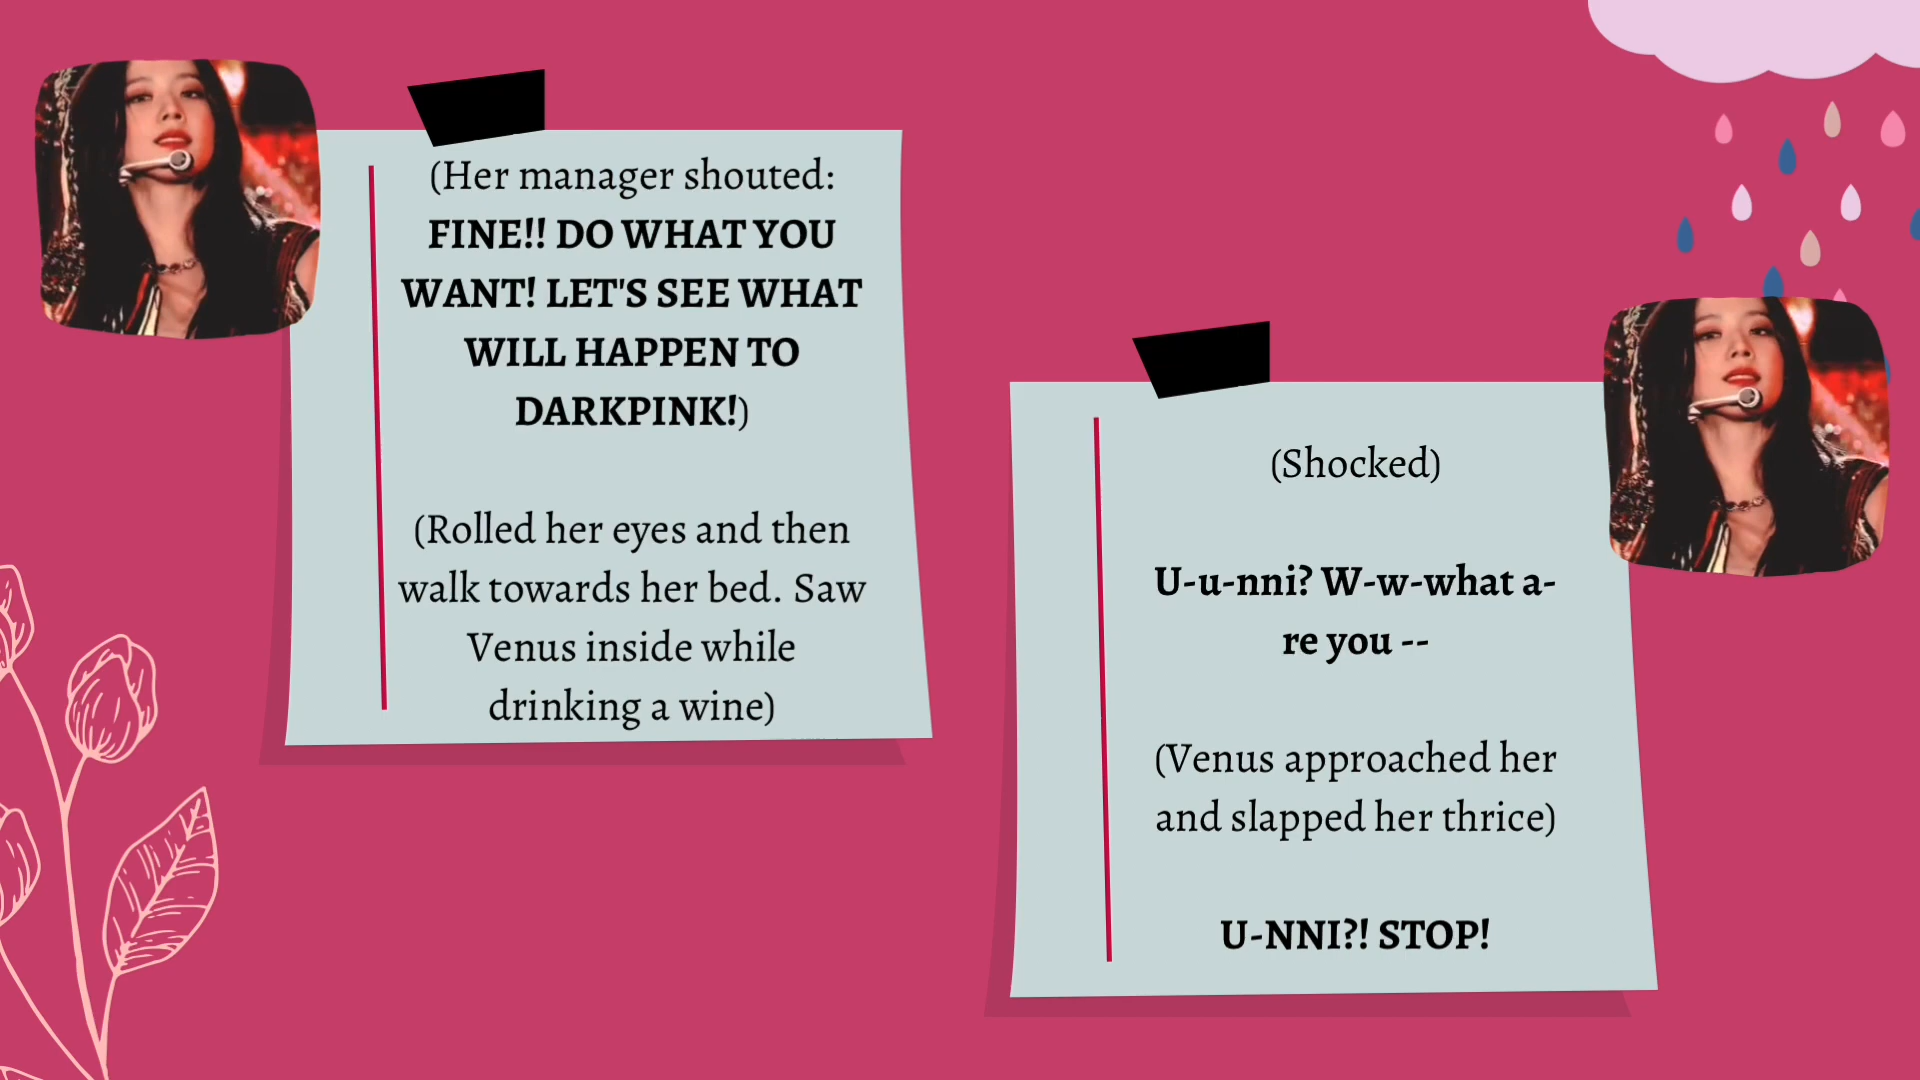 (Her manager shouted:
FINE!! DO WHAT YOU
WANT! LET'S SEE WHAT
WILL HAPPEN TO
DARKPINK!)
(Rolled her eyes and then
walk towards her bed. Saw
Venus inside while
drinking a wine)
(Shocked)
U-u-nni? W-w-what a-
re you --
(Venus approached her
and slapped her thrice)
U-NNI?! STOP!